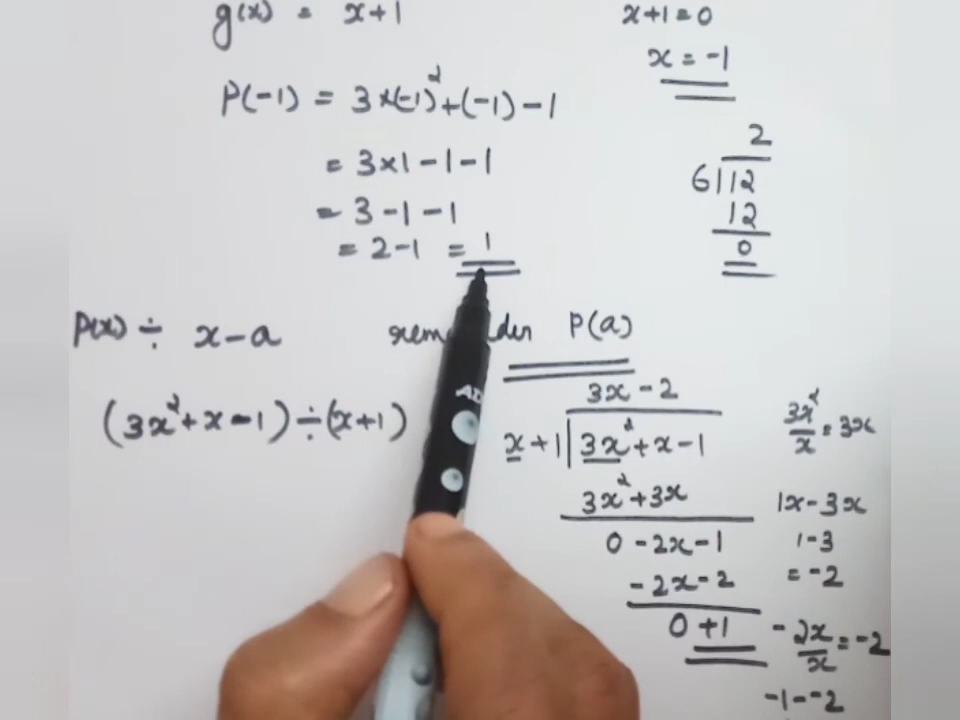 g(x) = x+1
x+1=0
x = -1
P(-1) = 3×(-1)²+(-1)-1
= 3×1-1-1
= 3-1-1
= 2-1 = 1
2
6|12
12
0
P(x) ÷ x-a
P(a)
(3x²+x-1)÷(x+1)
3x-2
x+1|3x²+x-1
3x²+3x
0-2x-1
-2x-2
0+1
3x²/x = 3x
1x-3x
1-3
= -2
-2x/x = -2
-1--2